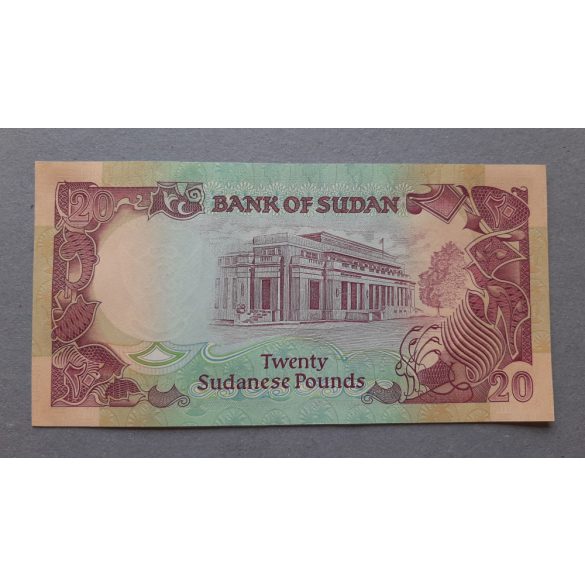 20 BANK OF SUDAN
Twenty
Sudanese Pounds
20